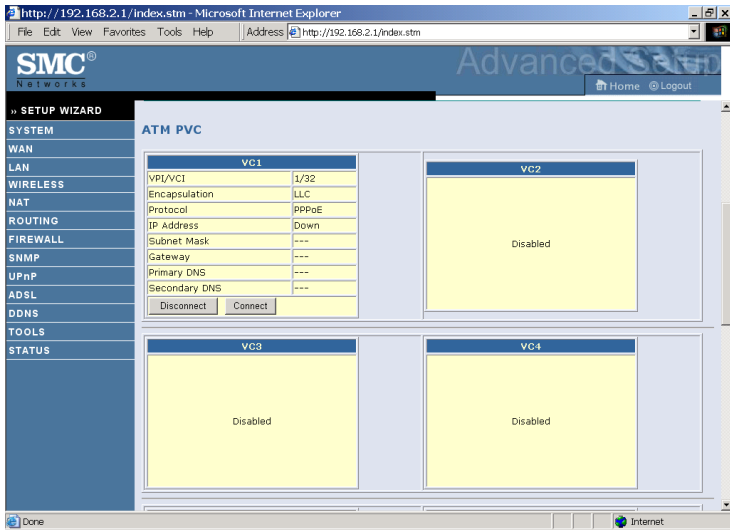 http://192.168.2.1/index.stm - Microsoft Internet Explorer
File Edit View Favorites Tools Help Address http://192.168.2.1/index.stm
SMC®
Networks
Advanced Setup
Home Logout
» SETUP WIZARD
SYSTEM
WAN
LAN
WIRELESS
NAT
ROUTING
FIREWALL
SNMP
UPnP
ADSL
DDNS
TOOLS
STATUS
ATM PVC
VC1
VPI/VCI 1/32
Encapsulation LLC
Protocol PPPoE
IP Address Down
Subnet Mask ---
Gateway ---
Primary DNS ---
Secondary DNS ---
Disconnect Connect
VC2
Disabled
VC3
Disabled
VC4
Disabled
Done Internet